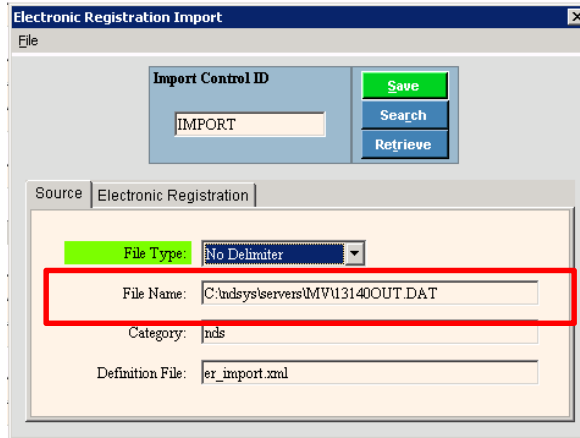 Electronic Registration Import
File
Import Control ID
IMPORT
Save
Search
Retrieve
Source
Electronic Registration
File Type: No Delimiter
File Name: C:\ndsys\servers\MV\13140OUT.DAT
Category: nds
Definition File: er_import.xml